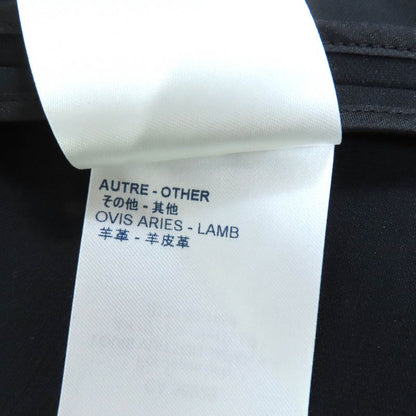 AUTRE - OTHER
その他 - 其他
OVIS ARIES - LAMB
羊革 - 羊皮革